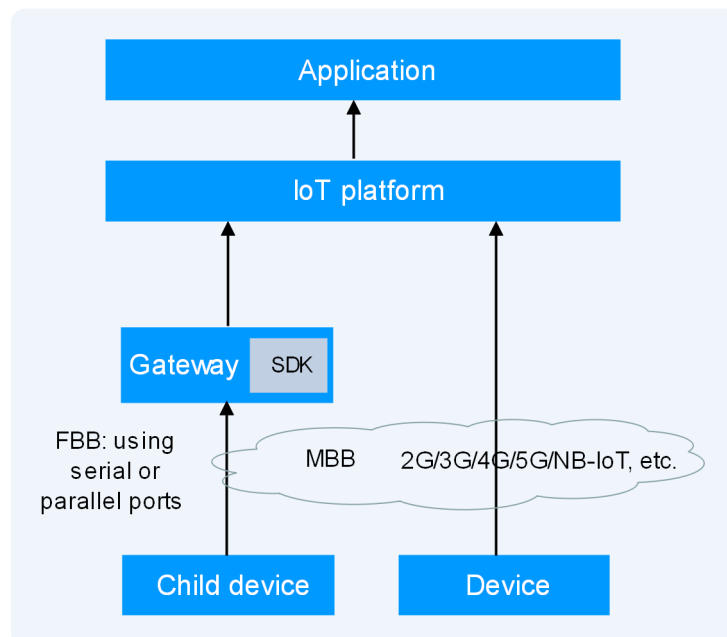 Application
IoT platform
Gateway
SDK
FBB: using
serial or
parallel ports
MBB
2G/3G/4G/5G/NB-IoT, etc.
Child device
Device